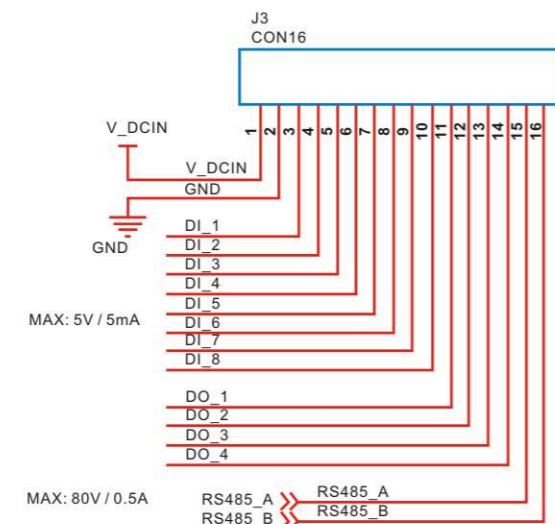 J3
CON16
1 2 3 4 5 6 7 8 9 10 11 12 13 14 15 16
V_DCIN
V_DCIN
GND
GND
DI_1
DI_2
DI_3
DI_4
DI_5
MAX: 5V / 5mA
DI_6
DI_7
DI_8
DO_1
DO_2
DO_3
DO_4
MAX: 80V / 0.5A
RS485_A RS485_A
RS485_B RS485_B